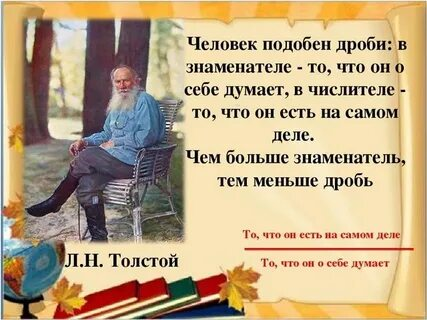 Человек подобен дроби: в
знаменателе - то, что он о
себе думает, в числителе -
то, что он есть на самом
деле.
Чем больше знаменатель,
тем меньше дробь
То, что он есть на самом деле
То, что он о себе думает
Л.Н. Толстой